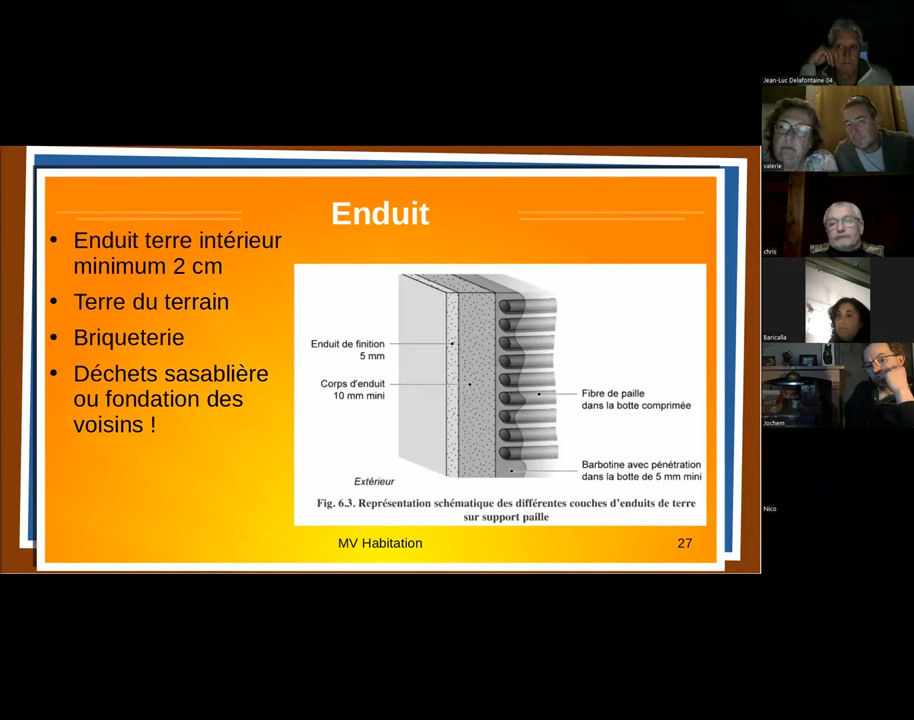 Enduit
• Enduit terre intérieur
minimum 2 cm
• Terre du terrain
• Briqueterie
• Déchets sasablière
ou fondation des
voisins !
Enduit de finition
5 mm
Corps d'enduit
10 mm mini
Extérieur
Fibre de paille
dans la botte comprimée
Barbotine avec pénétration
dans la botte de 5 mm mini
Fig. 6.3. Représentation schématique des différentes couches d'enduits de terre
sur support paille
MV Habitation
27
Jean-Luc Delafontaine 04
valerie
chris
Baricalla
Jochem
Nico